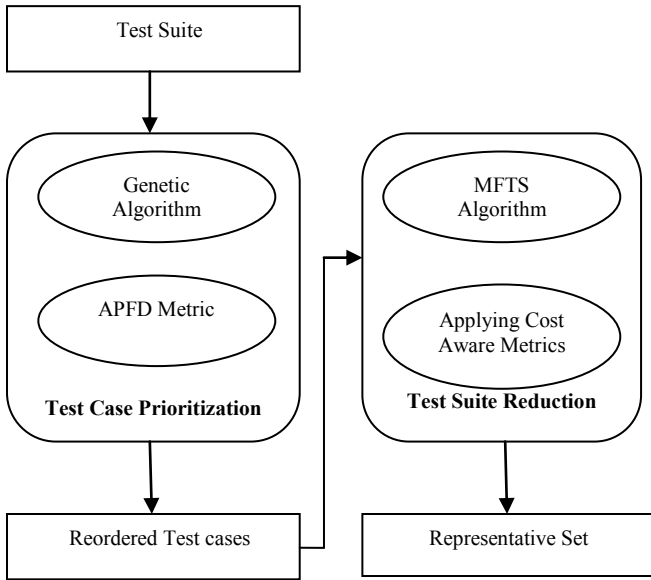 Test Suite
Genetic
Algorithm
APFD Metric
Test Case Prioritization
Reordered Test cases
MFTS
Algorithm
Applying Cost
Aware Metrics
Test Suite Reduction
Representative Set